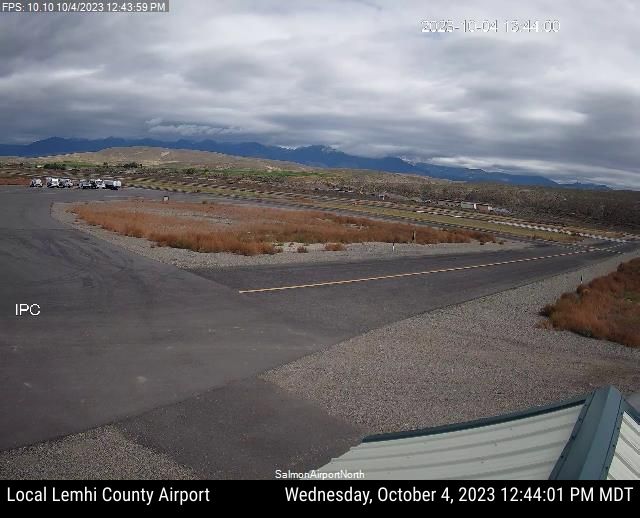 FPS: 10.10 10/4/2023 12:43:59 PM
2023-10-04 13:44:00
IPC
SalmonAirportNorth
Local Lemhi County Airport Wednesday, October 4, 2023 12:44:01 PM MDT